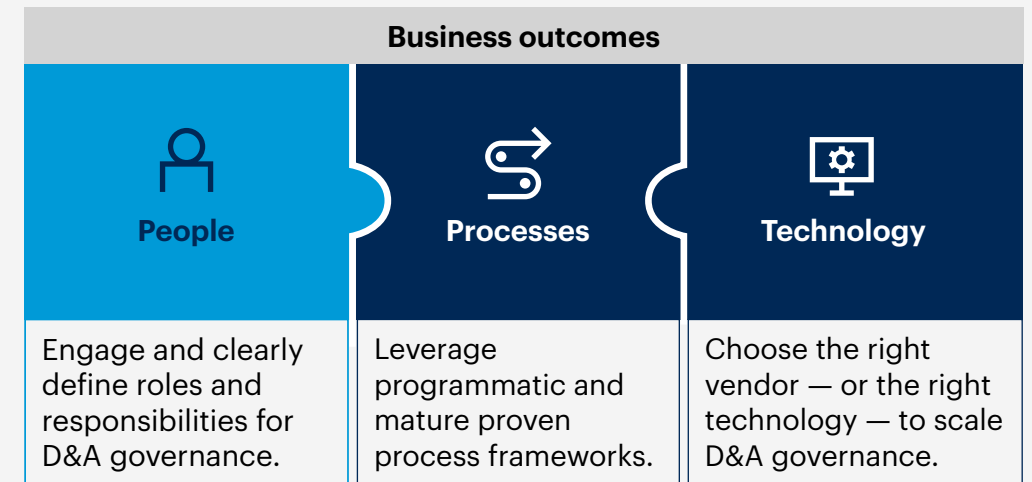 Business outcomes
People
Processes
Technology
Engage and clearly
define roles and
responsibilities for
D&A governance.
Leverage
programmatic and
mature proven
process frameworks.
Choose the right
vendor — or the right
technology — to scale
D&A governance.